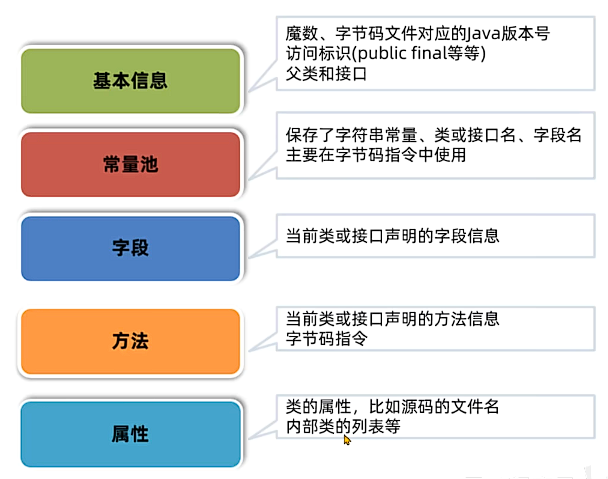 基本信息
魔数、字节码文件对应的Java版本号
访问标识(public final等等)
父类和接口
常量池
保存了字符串常量、类或接口名、字段名
主要在字节码指令中使用
字段
当前类或接口声明的字段信息
方法
当前类或接口声明的方法信息
字节码指令
属性
类的属性，比如源码的文件名
内部类的列表等